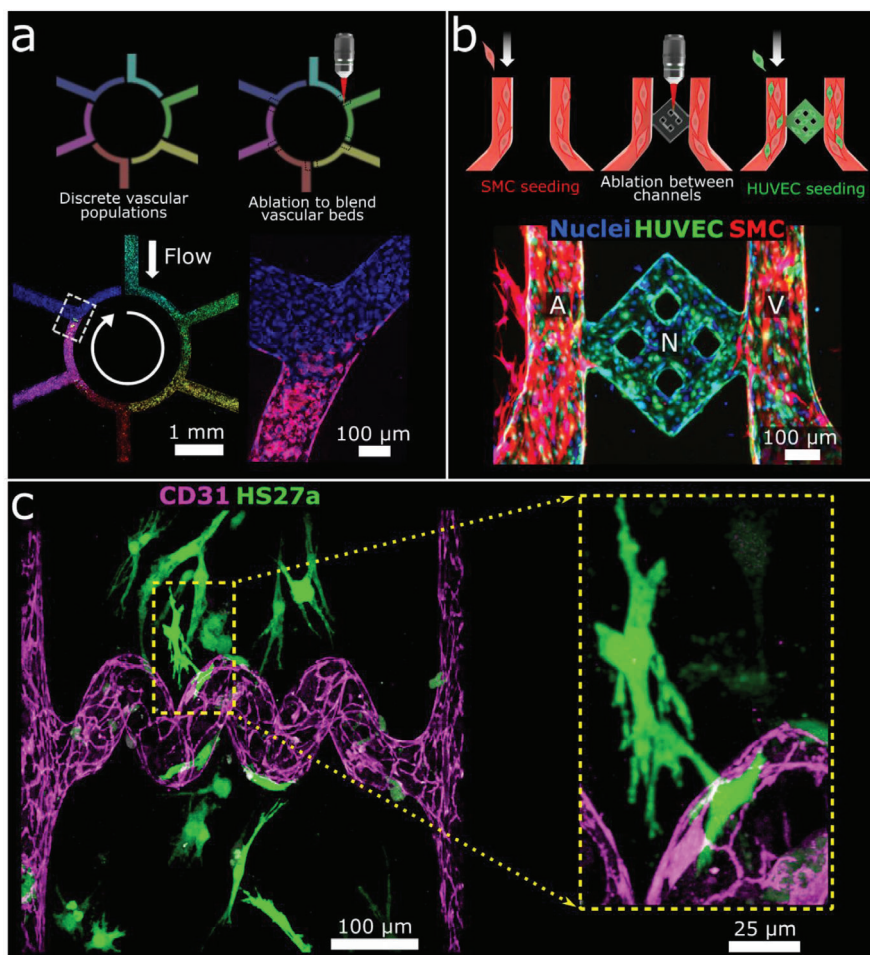 a
Discrete vascular
populations
Ablation to blend
vascular beds
Flow
1 mm
100 µm
b
SMC seeding
Ablation between
channels
HUVEC seeding
Nuclei HUVEC SMC
A
N
V
100 µm
c
CD31 HS27a
100 µm
25 µm